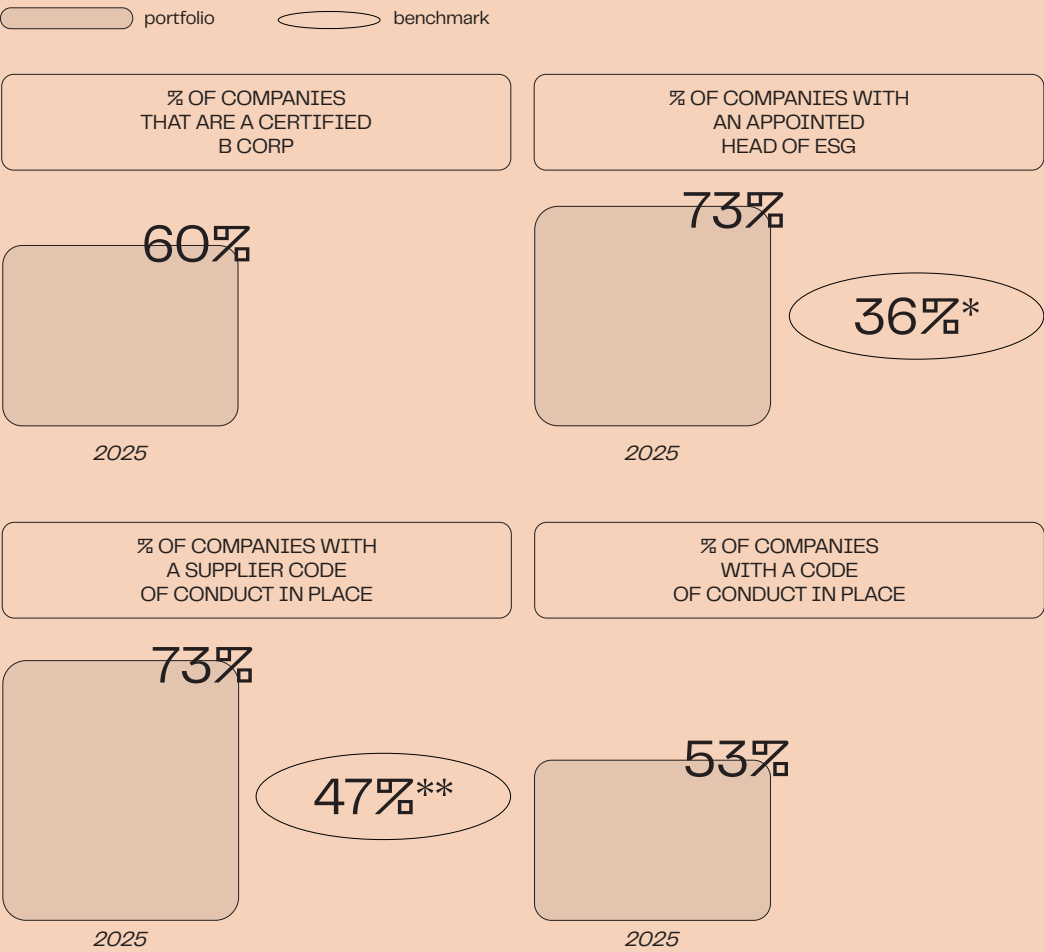 portfolio
benchmark
% OF COMPANIES
THAT ARE A CERTIFIED
B CORP
60%
2025
% OF COMPANIES WITH
AN APPOINTED
HEAD OF ESG
73%
36%*
2025
% OF COMPANIES WITH
A SUPPLIER CODE
OF CONDUCT IN PLACE
73%
47%**
2025
% OF COMPANIES
WITH A CODE
OF CONDUCT IN PLACE
53%
2025